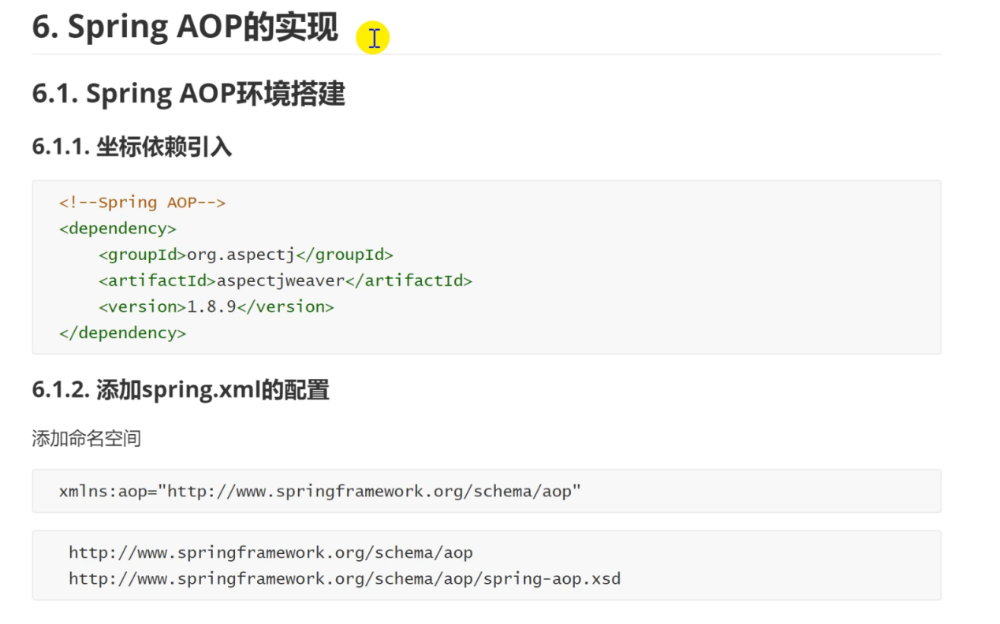 6. Spring AOP的实现
6.1. Spring AOP环境搭建
6.1.1. 坐标依赖引入
<!--Spring AOP-->
<dependency>
    <groupId>org.aspectj</groupId>
    <artifactId>aspectjweaver</artifactId>
    <version>1.8.9</version>
</dependency>
6.1.2. 添加spring.xml的配置
添加命名空间
xmlns:aop="http://www.springframework.org/schema/aop"
http://www.springframework.org/schema/aop
http://www.springframework.org/schema/aop/spring-aop.xsd